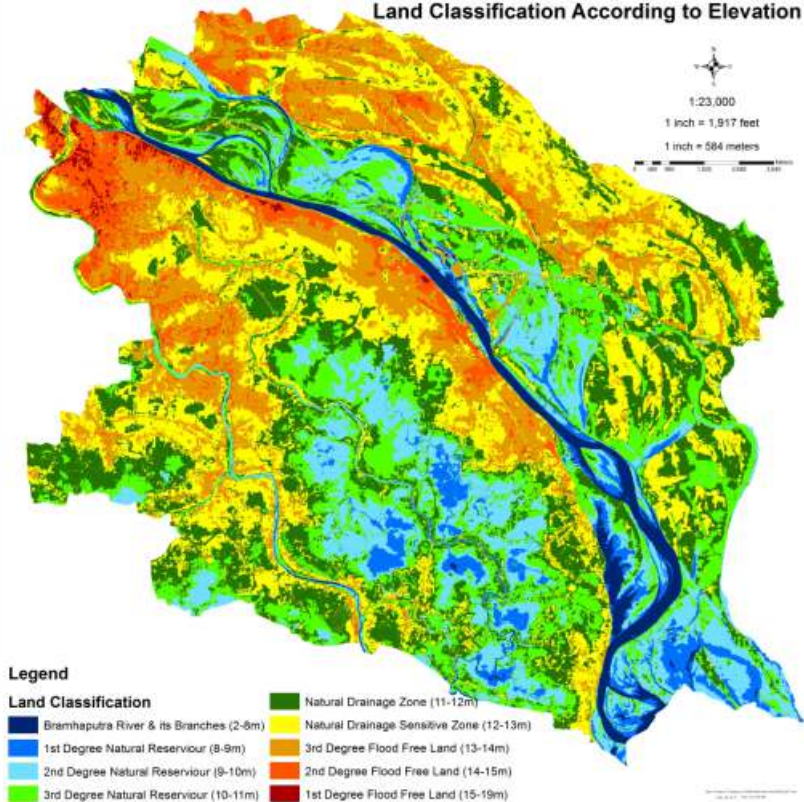 Land Classification According to Elevation
N
1:23,000
1 inch = 1,917 feet
1 inch = 584 meters
Meters
Legend
Land Classification
Bramhaputra River & its Branches (2-8m)
1st Degree Natural Reserviour (8-9m)
2nd Degree Natural Reserviour (9-10m)
3rd Degree Natural Reserviour (10-11m)
Natural Drainage Zone (11-12m)
Natural Drainage Sensitive Zone (12-13m)
3rd Degree Flood Free Land (13-14m)
2nd Degree Flood Free Land (14-15m)
1st Degree Flood Free Land (15-19m)